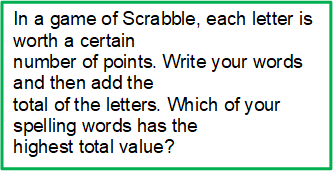 In a game of Scrabble, each letter is
worth a certain
number of points. Write your words
and then add the
total of the letters. Which of your
spelling words has the
highest total value?